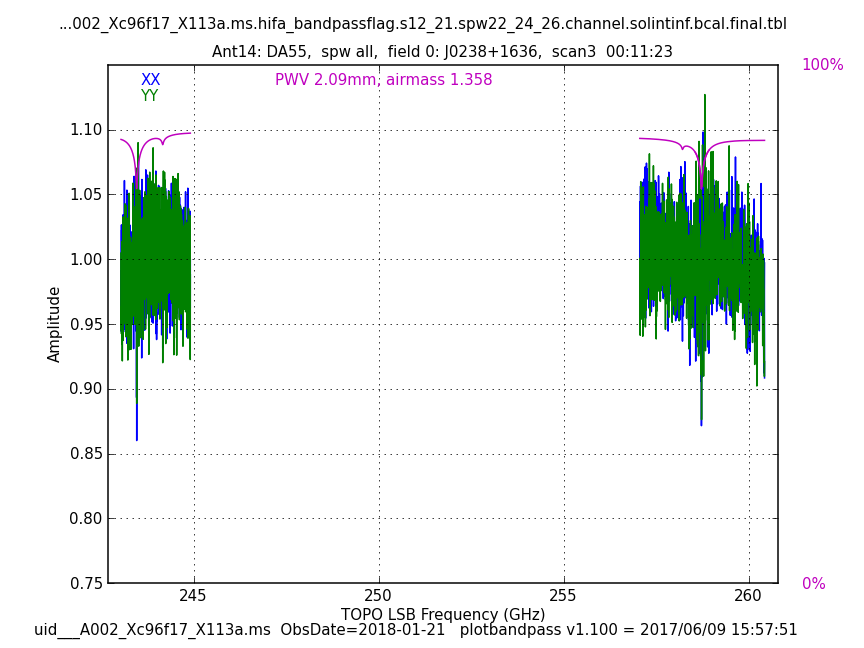 ...002_Xc96f17_X113a.ms.hifa_bandpassflag.s12_21.spw22_24_26.channel.solintinf.bcal.final.tbl
Ant14: DA55,  spw all,  field 0: J0238+1636,  scan3  00:11:23
XX
YY
PWV 2.09mm, airmass 1.358
100%
1.10
1.05
1.00
0.95
0.90
0.85
0.80
0.75
0%
Amplitude
245
250
255
260
TOPO LSB Frequency (GHz)
uid___A002_Xc96f17_X113a.ms  ObsDate=2018-01-21   plotbandpass v1.100 = 2017/06/09 15:57:51